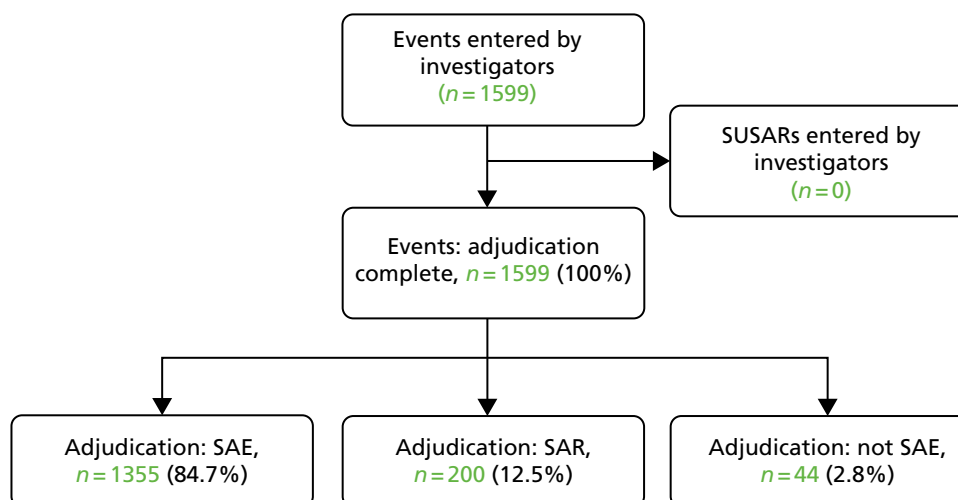 Events entered by
investigators
(n=1599)
SUSARs entered by
investigators
(n=0)
Events: adjudication
complete, n=1599 (100%)
Adjudication: SAE,
n=1355 (84.7%)
Adjudication: SAR,
n=200 (12.5%)
Adjudication: not SAE,
n=44 (2.8%)